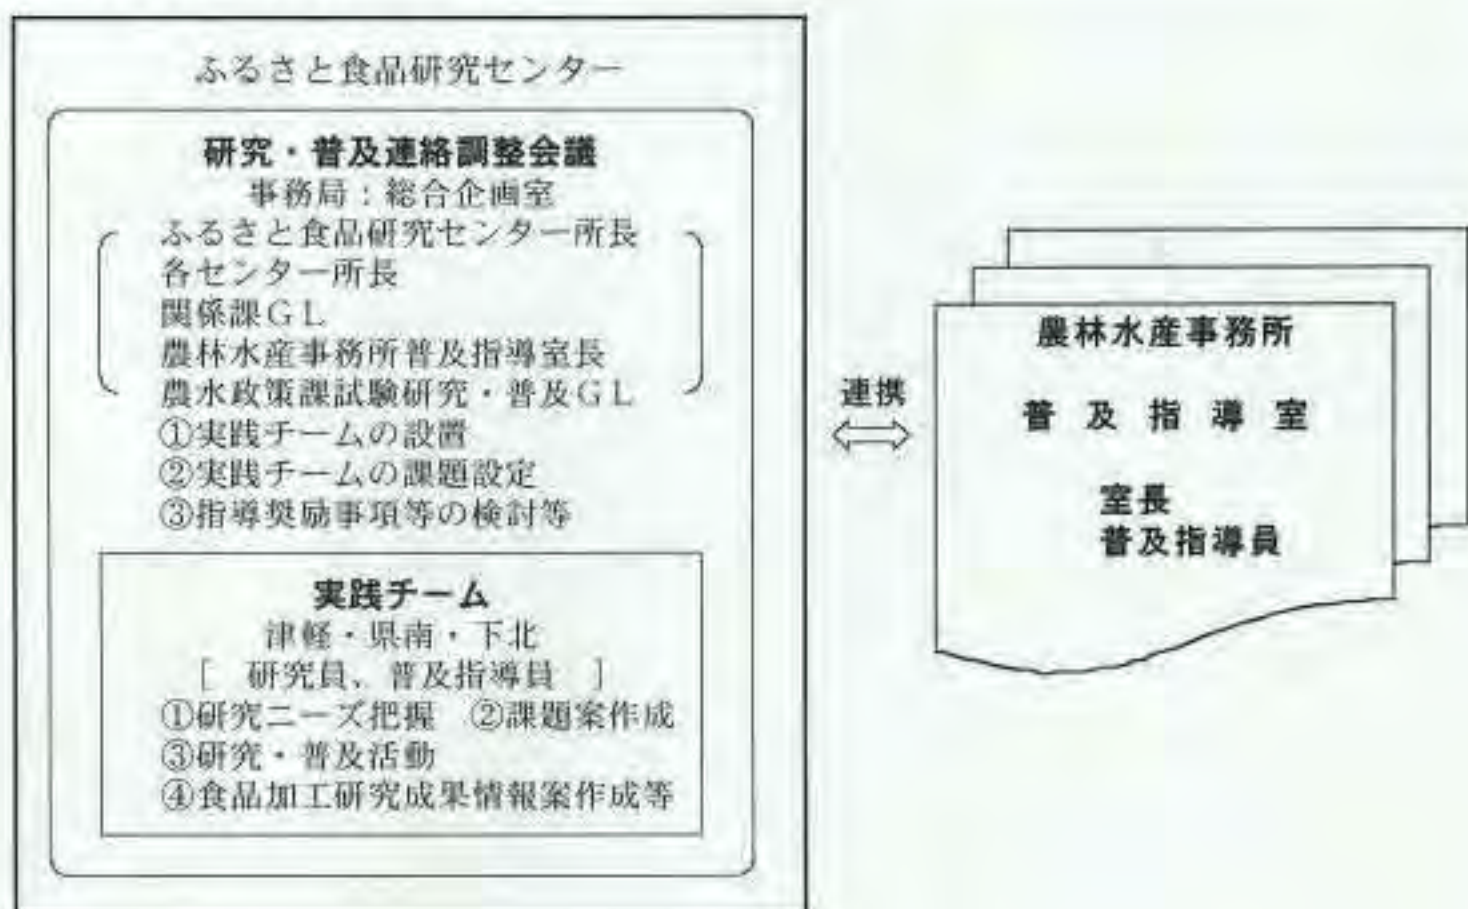 ふるさと食品研究センター
研究・普及連絡調整会議
事務局：総合企画室
ふるさと食品研究センター所長
各センター所長
関係課ＧＬ
農林水産事務所普及指導室長
農水政策課試験研究・普及ＧＬ
①実践チームの設置
②実践チームの課題設定
③指導奨励事項等の検討等
実践チーム
津軽・県南・下北
［　研究員、普及指導員　］
①研究ニーズ把握　②課題案作成
③研究・普及活動
④食品加工研究成果情報案作成等
連携
農林水産事務所
普　及　指　導　室
室長
普及指導員